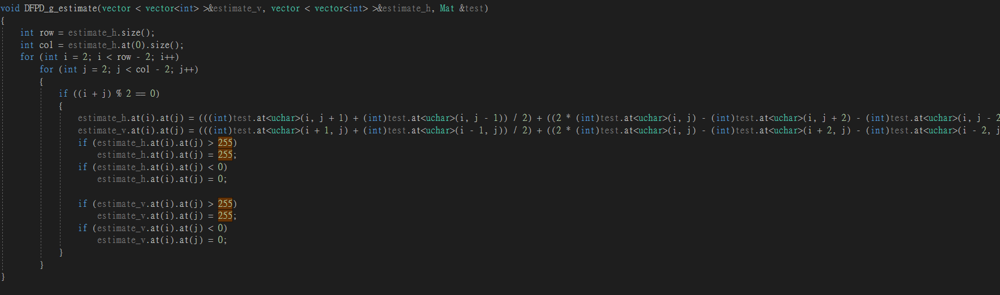 void DFPD_g_estimate(vector < vector<int> >&estimate_v, vector < vector<int> >&estimate_h, Mat &test)
{
int row = estimate_h.size();
int col = estimate_h.at(0).size();
for (int i = 2; i < row - 2; i++)
for (int j = 2; j < col - 2; j++)
{
if ((i + j) % 2 == 0)
{
estimate_h.at(i).at(j) = (((int)test.at<uchar>(i, j + 1) + (int)test.at<uchar>(i, j - 1)) / 2) + ((2 * (int)test.at<uchar>(i, j) - (int)test.at<uchar>(i, j + 2) - (int)test.at<uchar>(i, j - 2
estimate_v.at(i).at(j) = (((int)test.at<uchar>(i + 1, j) + (int)test.at<uchar>(i - 1, j)) / 2) + ((2 * (int)test.at<uchar>(i, j) - (int)test.at<uchar>(i + 2, j) - (int)test.at<uchar>(i - 2, j
if (estimate_h.at(i).at(j) > 255)
estimate_h.at(i).at(j) = 255;
if (estimate_h.at(i).at(j) < 0)
estimate_h.at(i).at(j) = 0;
if (estimate_v.at(i).at(j) > 255)
estimate_v.at(i).at(j) = 255;
if (estimate_v.at(i).at(j) < 0)
estimate_v.at(i).at(j) = 0;
}
}
}